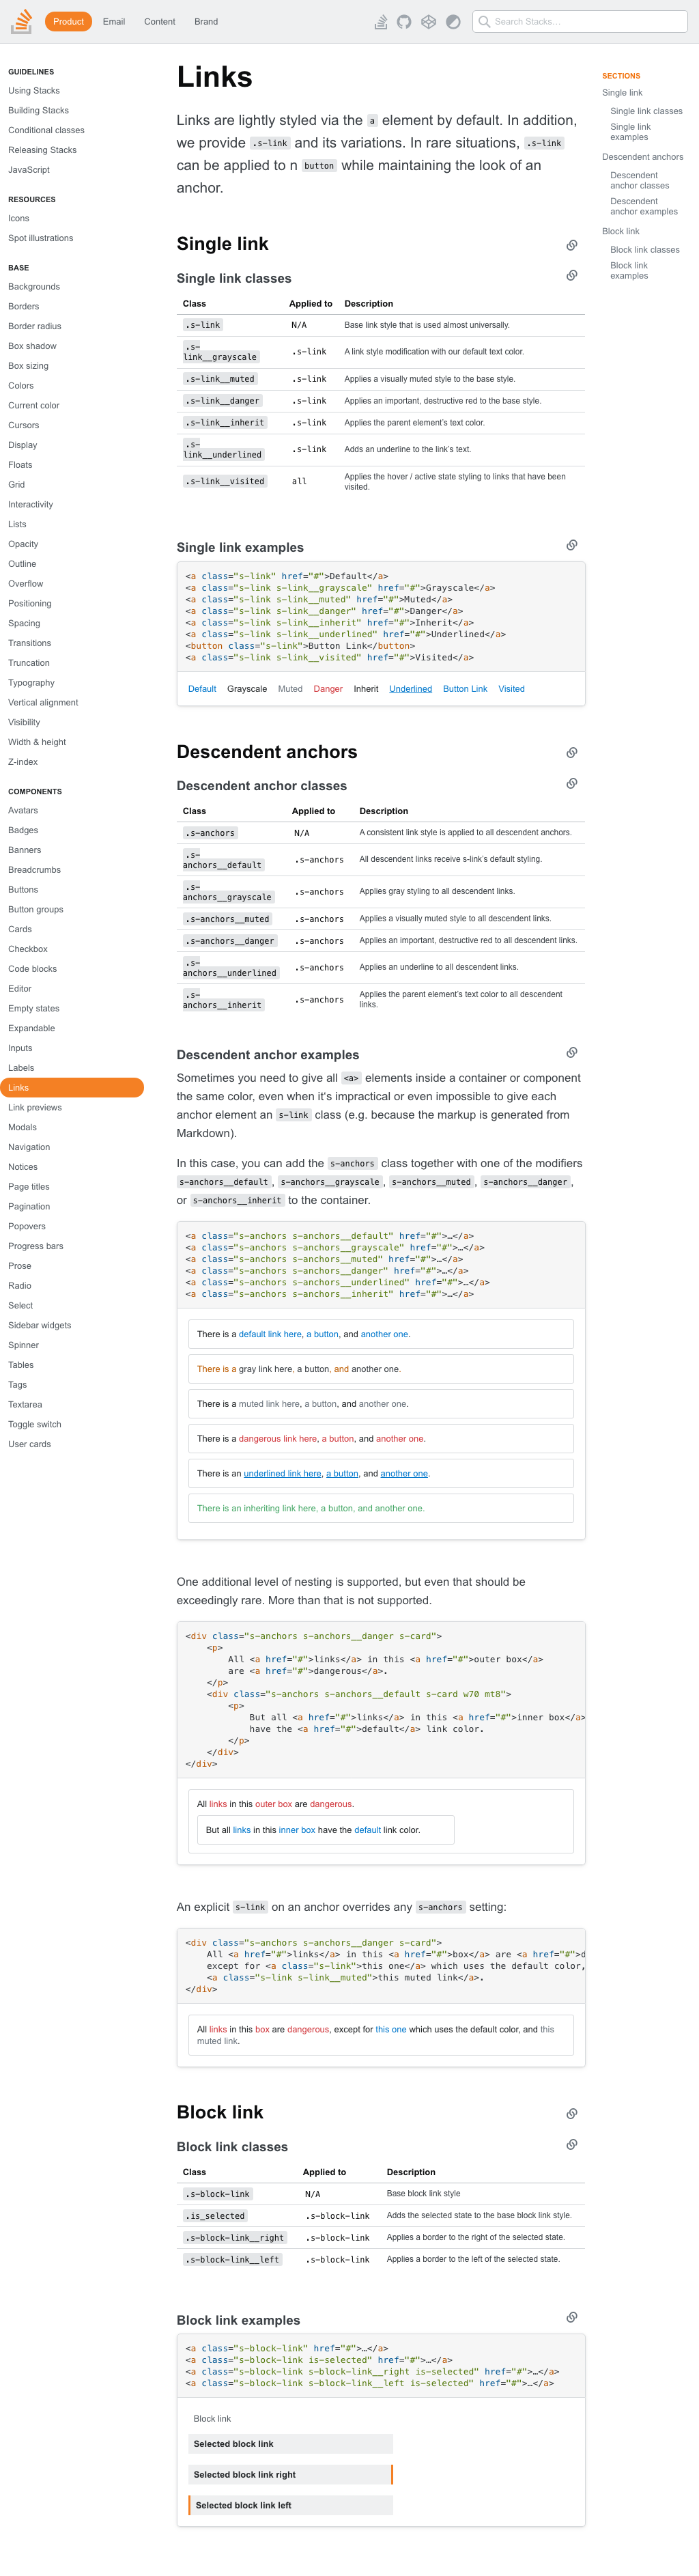 Product Email Content Brand Search Stacks…
GUIDELINES
Using Stacks
Building Stacks
Conditional classes
Releasing Stacks
JavaScript
RESOURCES
Icons
Spot illustrations
BASE
Backgrounds
Borders
Border radius
Box shadow
Box sizing
Colors
Current color
Cursors
Display
Floats
Grid
Interactivity
Lists
Opacity
Outline
Overflow
Positioning
Spacing
Transitions
Truncation
Typography
Vertical alignment
Visibility
Width & height
Z-index
COMPONENTS
Avatars
Badges
Banners
Breadcrumbs
Buttons
Button groups
Cards
Checkbox
Code blocks
Editor
Empty states
Expandable
Inputs
Labels
Links
Link previews
Modals
Navigation
Notices
Page titles
Pagination
Popovers
Progress bars
Prose
Radio
Select
Sidebar widgets
Spinner
Tables
Tags
Textarea
Toggle switch
User cards
Links
Links are lightly styled via the a element by default. In addition,
we provide .s-link and its variations. In rare situations, .s-link
can be applied to n button while maintaining the look of an
anchor.
Single link
Single link classes
Class Applied to Description
.s-link N/A Base link style that is used almost universally.
.s-
link__grayscale .s-link A link style modification with our default text color.
.s-link__muted .s-link Applies a visually muted style to the base style.
.s-link__danger .s-link Applies an important, destructive red to the base style.
.s-link__inherit .s-link Applies the parent element’s text color.
.s-
link__underlined .s-link Adds an underline to the link’s text.
.s-link__visited all Applies the hover / active state styling to links that have been
visited.
Single link examples
<a class="s-link" href="#">Default</a>
<a class="s-link s-link__grayscale" href="#">Grayscale</a>
<a class="s-link s-link__muted" href="#">Muted</a>
<a class="s-link s-link__danger" href="#">Danger</a>
<a class="s-link s-link__inherit" href="#">Inherit</a>
<a class="s-link s-link__underlined" href="#">Underlined</a>
<button class="s-link">Button Link</button>
<a class="s-link s-link__visited" href="#">Visited</a>
Default Grayscale Muted Danger Inherit Underlined Button Link Visited
Descendent anchors
Descendent anchor classes
Class Applied to Description
.s-anchors N/A A consistent link style is applied to all descendent anchors.
.s-
anchors__default .s-anchors All descendent links receive s-link’s default styling.
.s-
anchors__grayscale .s-anchors Applies gray styling to all descendent links.
.s-anchors__muted .s-anchors Applies a visually muted style to all descendent links.
.s-anchors__danger .s-anchors Applies an important, destructive red to all descendent links.
.s-
anchors__underlined .s-anchors Applies an underline to all descendent links.
.s-
anchors__inherit .s-anchors Applies the parent element’s text color to all descendent
links.
Descendent anchor examples
Sometimes you need to give all <a> elements inside a container or component
the same color, even when it's impractical or even impossible to give each
anchor element an s-link class (e.g. because the markup is generated from
Markdown).
In this case, you can add the s-anchors class together with one of the modifiers
s-anchors__default, s-anchors__grayscale, s-anchors__muted, s-anchors__danger,
or s-anchors__inherit to the container.
<a class="s-anchors s-anchors__default" href="#">…</a>
<a class="s-anchors s-anchors__grayscale" href="#">…</a>
<a class="s-anchors s-anchors__muted" href="#">…</a>
<a class="s-anchors s-anchors__danger" href="#">…</a>
<a class="s-anchors s-anchors__underlined" href="#">…</a>
<a class="s-anchors s-anchors__inherit" href="#">…</a>
There is a default link here, a button, and another one.
There is a gray link here, a button, and another one.
There is a muted link here, a button, and another one.
There is a dangerous link here, a button, and another one.
There is an underlined link here, a button, and another one.
There is an inheriting link here, a button, and another one.
One additional level of nesting is supported, but even that should be
exceedingly rare. More than that is not supported.
<div class="s-anchors s-anchors__danger s-card">
<p>
All <a href="#">links</a> in this <a href="#">outer box</a>
are <a href="#">dangerous</a>.
</p>
<div class="s-anchors s-anchors__default s-card w70 mt8">
<p>
But all <a href="#">links</a> in this <a href="#">inner box</a>
have the <a href="#">default</a> link color.
</p>
</div>
</div>
All links in this outer box are dangerous.
But all links in this inner box have the default link color.
An explicit s-link on an anchor overrides any s-anchors setting:
<div class="s-anchors s-anchors__danger s-card">
All <a href="#">links</a> in this <a href="#">box</a> are <a href="#">d
except for <a class="s-link">this one</a> which uses the default color,
<a class="s-link s-link__muted">this muted link</a>.
</div>
All links in this box are dangerous, except for this one which uses the default color, and this
muted link.
Block link
Block link classes
Class Applied to Description
.s-block-link N/A Base block link style
.is_selected .s-block-link Adds the selected state to the base block link style.
.s-block-link__right .s-block-link Applies a border to the right of the selected state.
.s-block-link__left .s-block-link Applies a border to the left of the selected state.
Block link examples
<a class="s-block-link" href="#">…</a>
<a class="s-block-link is-selected" href="#">…</a>
<a class="s-block-link s-block-link__right is-selected" href="#">…</a>
<a class="s-block-link s-block-link__left is-selected" href="#">…</a>
Block link
Selected block link
Selected block link right
Selected block link left
SECTIONS
Single link
Single link classes
Single link
examples
Descendent anchors
Descendent
anchor classes
Descendent
anchor examples
Block link
Block link classes
Block link
examples